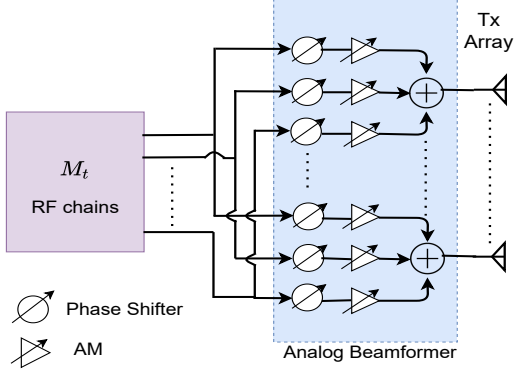 Tx
Array
M_t
RF chains
Phase Shifter
AM
Analog Beamformer